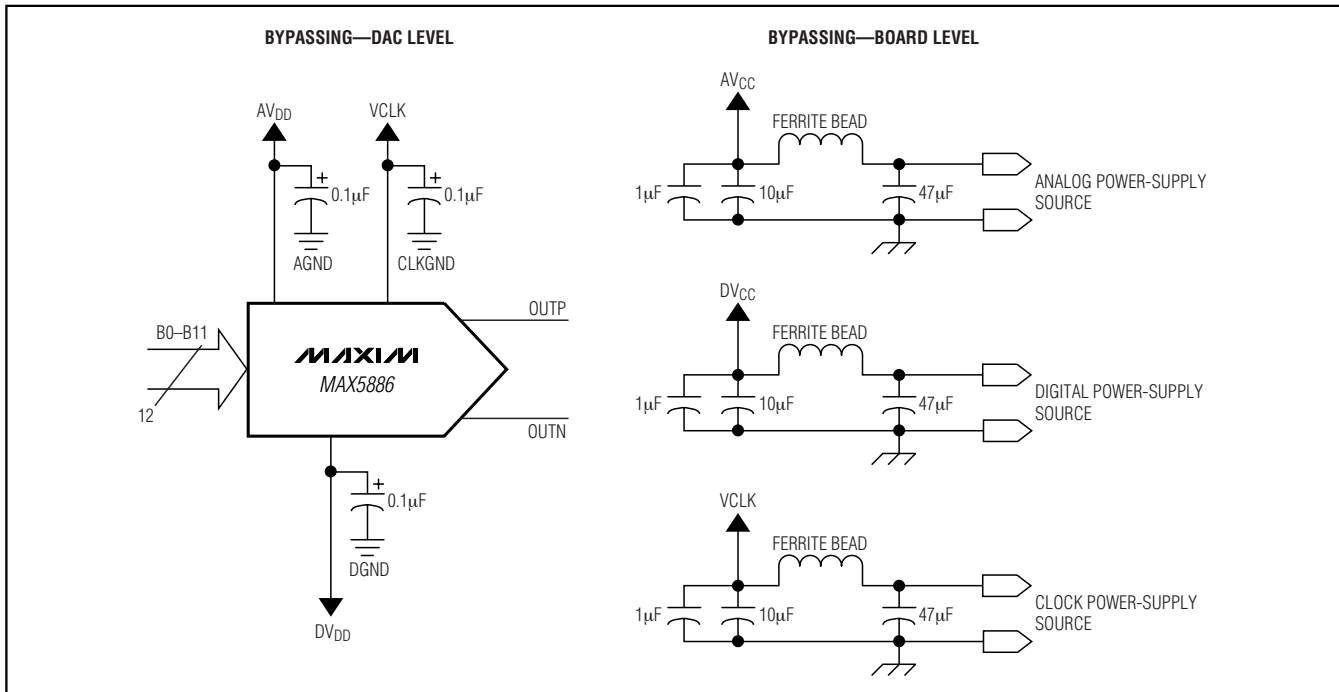 BYPASSING—DAC LEVEL
AVDD
VCLK
+
0.1µF
+
0.1µF
AGND
CLKGND
B0–B11
12
MAXIM
MAX5886
OUTP
OUTN
+
0.1µF
DGND
DVDD
BYPASSING—BOARD LEVEL
AVCC
FERRITE BEAD
1µF
10µF
47µF
ANALOG POWER-SUPPLY
SOURCE
DVCC
FERRITE BEAD
1µF
10µF
47µF
DIGITAL POWER-SUPPLY
SOURCE
VCLK
FERRITE BEAD
1µF
10µF
47µF
CLOCK POWER-SUPPLY
SOURCE